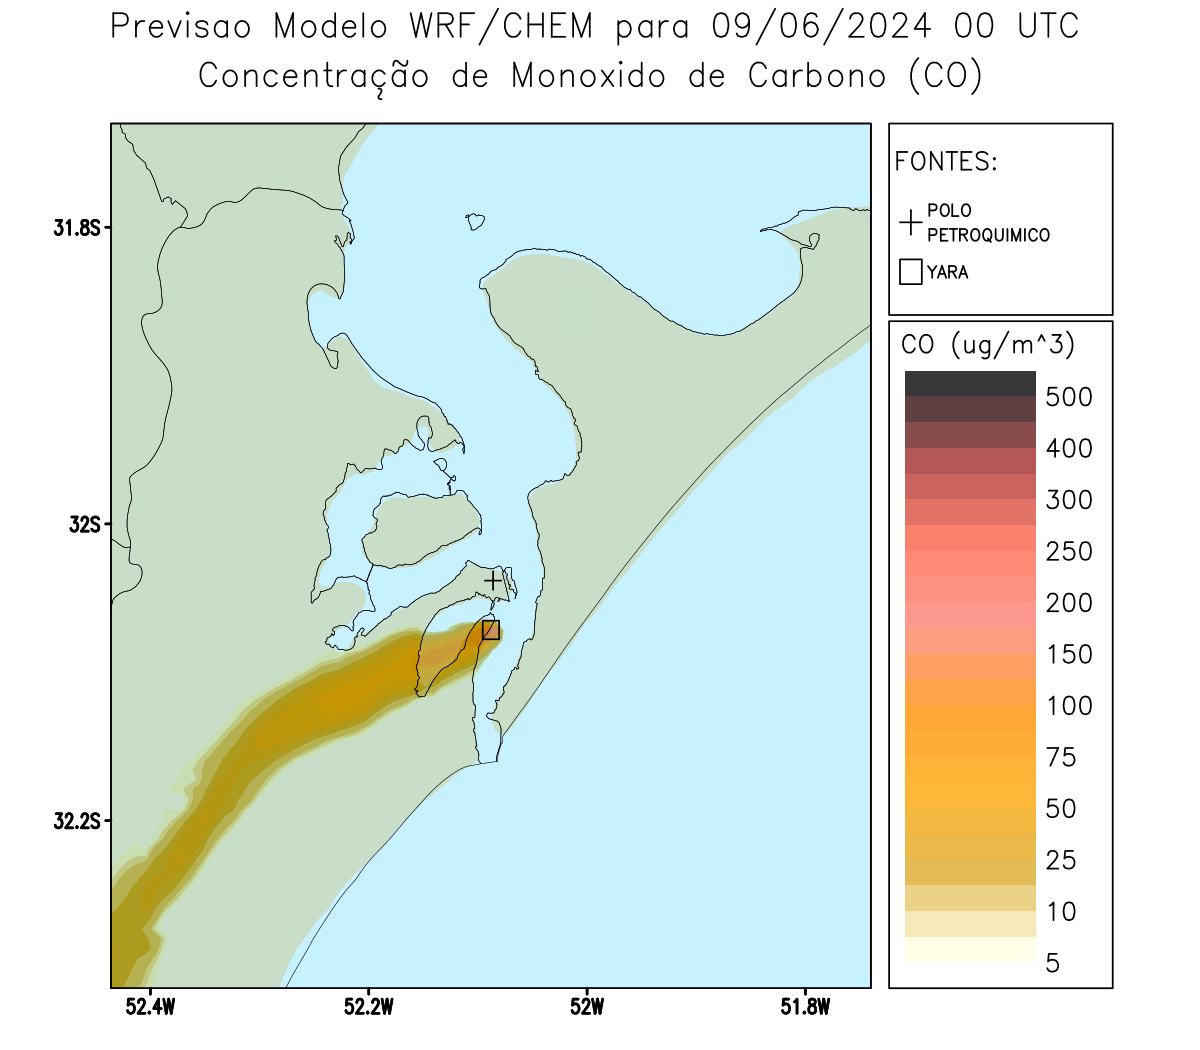 Previsao Modelo WRF/CHEM para 09/06/2024 00 UTC
Concentração de Monoxido de Carbono (CO)
FONTES:
POLO
PETROQUIMICO
YARA
CO (ug/m^3)
500
400
300
250
200
150
100
75
50
25
10
5
31.8S
32S
32.2S
52.4W
52.2W
52W
51.8W